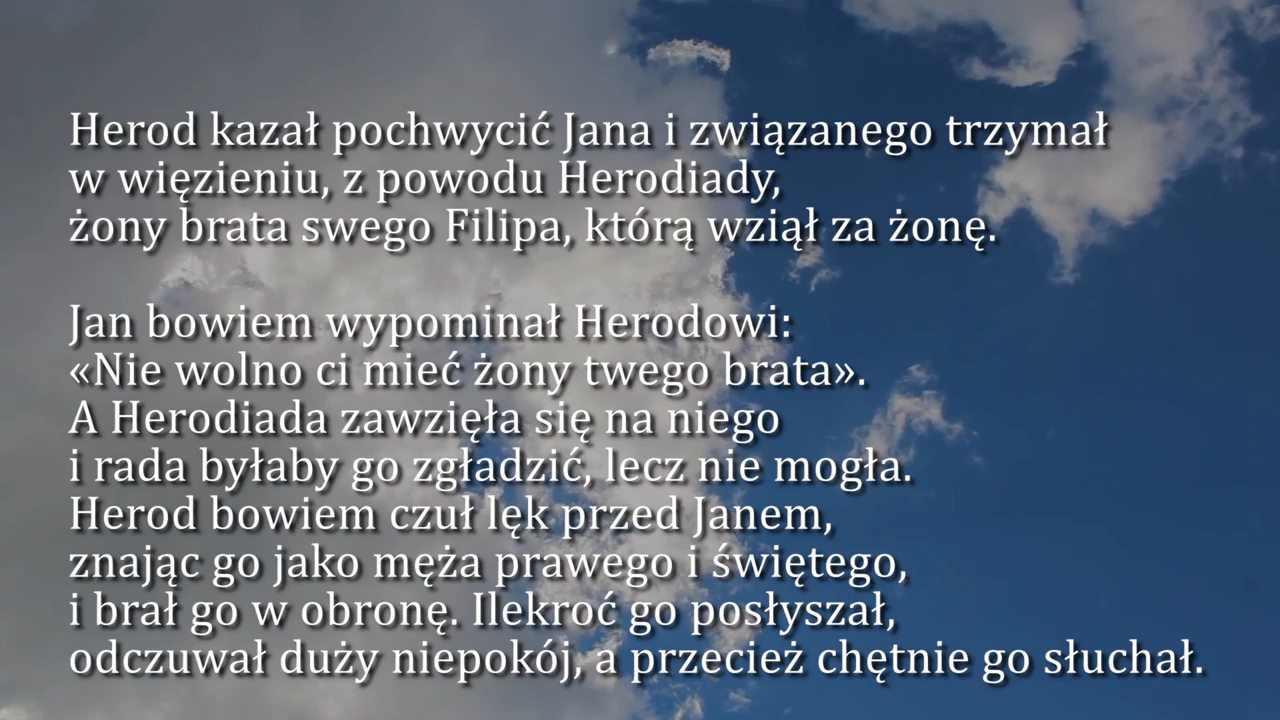 Herod kazał pochwycić Jana i związanego trzymał
w więzieniu, z powodu Herodiady,
żony brata swego Filipa, którą wziął za żonę.
Jan bowiem wypominał Herodowi:
«Nie wolno ci mieć żony twego brata».
A Herodiada zawzięła się na niego
i rada byłaby go zgładzić, lecz nie mogła.
Herod bowiem czuł lęk przed Janem,
znając go jako męża prawego i świętego,
i brał go w obronę. Ilekroć go posłyszał,
odczuwał duży niepokój, a przecież chętnie go słuchał.